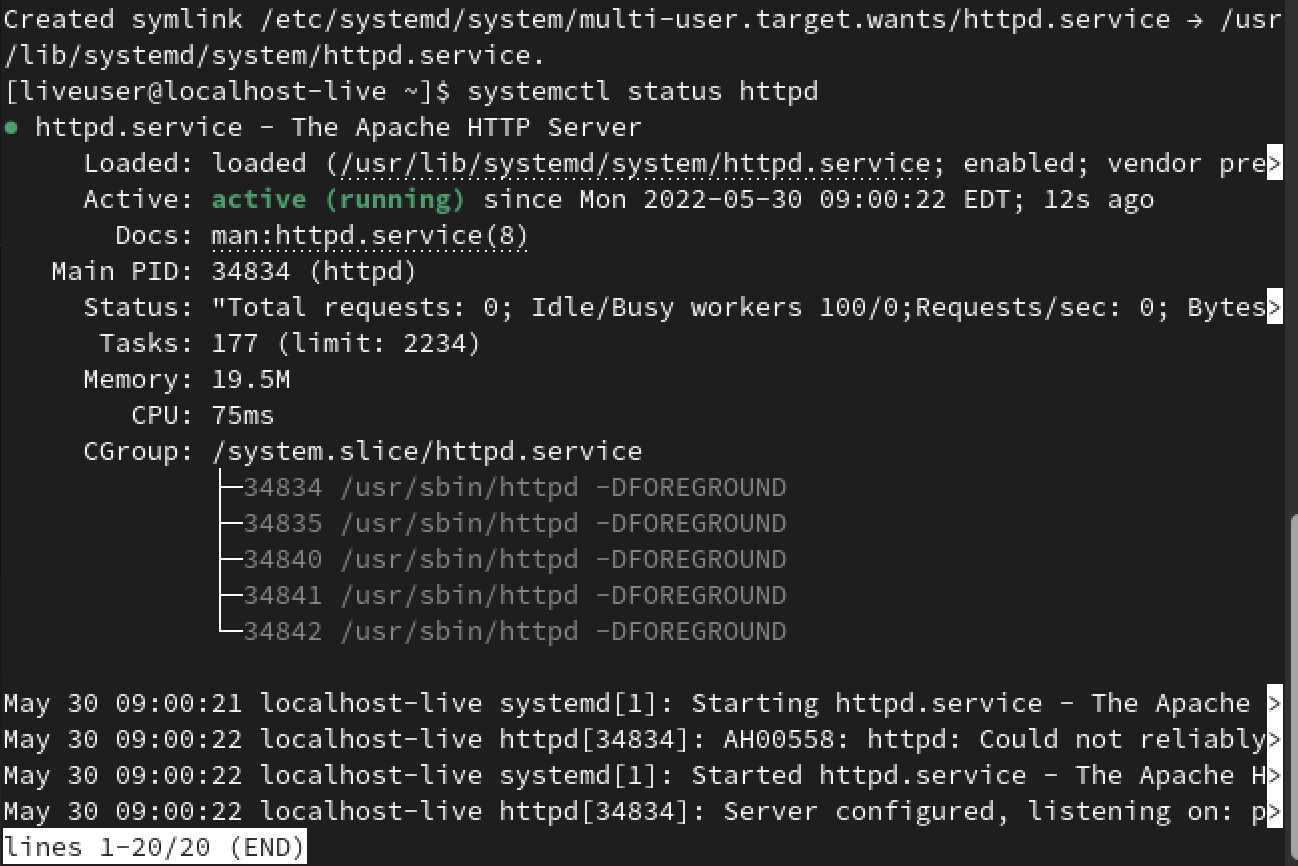 Created symlink /etc/systemd/system/multi-user.target.wants/httpd.service → /usr
/lib/systemd/system/httpd.service.
[liveuser@localhost-live ~]$ systemctl status httpd
● httpd.service - The Apache HTTP Server
     Loaded: loaded (/usr/lib/systemd/system/httpd.service; enabled; vendor pre>
     Active: active (running) since Mon 2022-05-30 09:00:22 EDT; 12s ago
       Docs: man:httpd.service(8)
   Main PID: 34834 (httpd)
     Status: "Total requests: 0; Idle/Busy workers 100/0;Requests/sec: 0; Bytes>
      Tasks: 177 (limit: 2234)
     Memory: 19.5M
        CPU: 75ms
     CGroup: /system.slice/httpd.service
             ├─34834 /usr/sbin/httpd -DFOREGROUND
             ├─34835 /usr/sbin/httpd -DFOREGROUND
             ├─34840 /usr/sbin/httpd -DFOREGROUND
             ├─34841 /usr/sbin/httpd -DFOREGROUND
             └─34842 /usr/sbin/httpd -DFOREGROUND

May 30 09:00:21 localhost-live systemd[1]: Starting httpd.service - The Apache >
May 30 09:00:22 localhost-live httpd[34834]: AH00558: httpd: Could not reliably>
May 30 09:00:22 localhost-live systemd[1]: Started httpd.service - The Apache H>
May 30 09:00:22 localhost-live httpd[34834]: Server configured, listening on: p>
lines 1-20/20 (END)